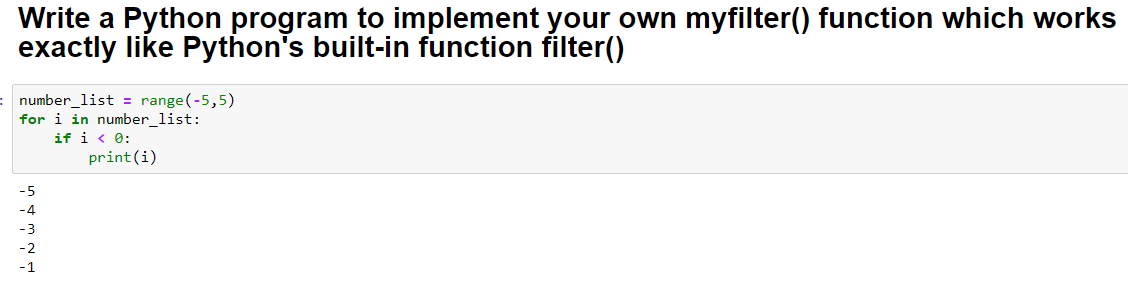 Write a Python program to implement your own myfilter() function which works
exactly like Python's built-in function filter()
:
number_list = range(-5,5)
for i in number_list:
    if i < 0:
        print(i)
-5
-4
-3
-2
-1